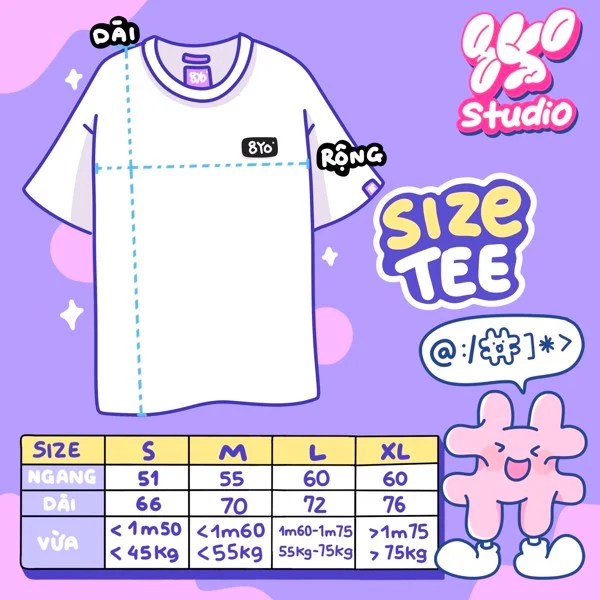 DÀI
8YO
Studio
8YO
8YO
RỘNG
SIZE
TEE
@:/ ]*>
SIZE S M L XL
NGANG 51 55 60 60
DÀI 66 70 72 76
VỪA < 1m50 <1m60 1m60-1m75 >1m75
< 45kg <55kg 55kg-75kg > 75kg